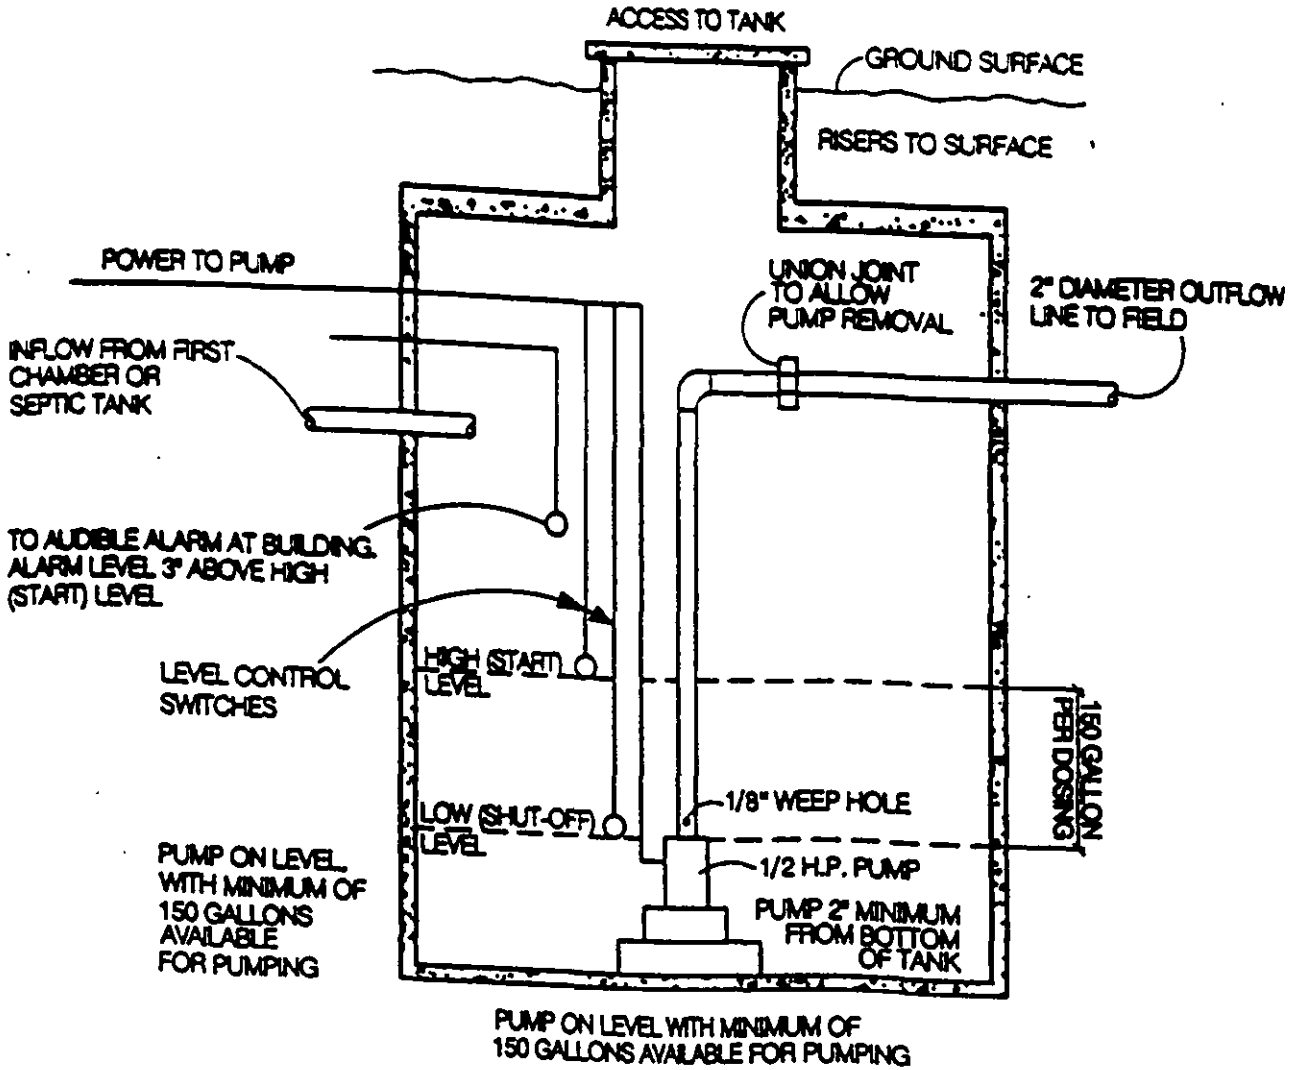 ACCESS TO TANK
GROUND SURFACE
RISERS TO SURFACE
POWER TO PUMP
UNION JOINT
TO ALLOW
PUMP REMOVAL
2" DIAMETER OUTFLOW
LINE TO FIELD
INFLOW FROM FIRST
CHAMBER OR
SEPTIC TANK
TO AUDIBLE ALARM AT BUILDING.
ALARM LEVEL 3" ABOVE HIGH
(START) LEVEL
LEVEL CONTROL
SWITCHES
HIGH (START)
LEVEL
150 GALLON
PER DOSING
1/8" WEEP HOLE
LOW (SHUT-OFF)
LEVEL
1/2 H.P. PUMP
PUMP ON LEVEL.
WITH MINIMUM OF
150 GALLONS
AVAILABLE
FOR PUMPING
PUMP 2" MINIMUM
FROM BOTTOM
OF TANK
PUMP ON LEVEL WITH MINIMUM OF
150 GALLONS AVAILABLE FOR PUMPING